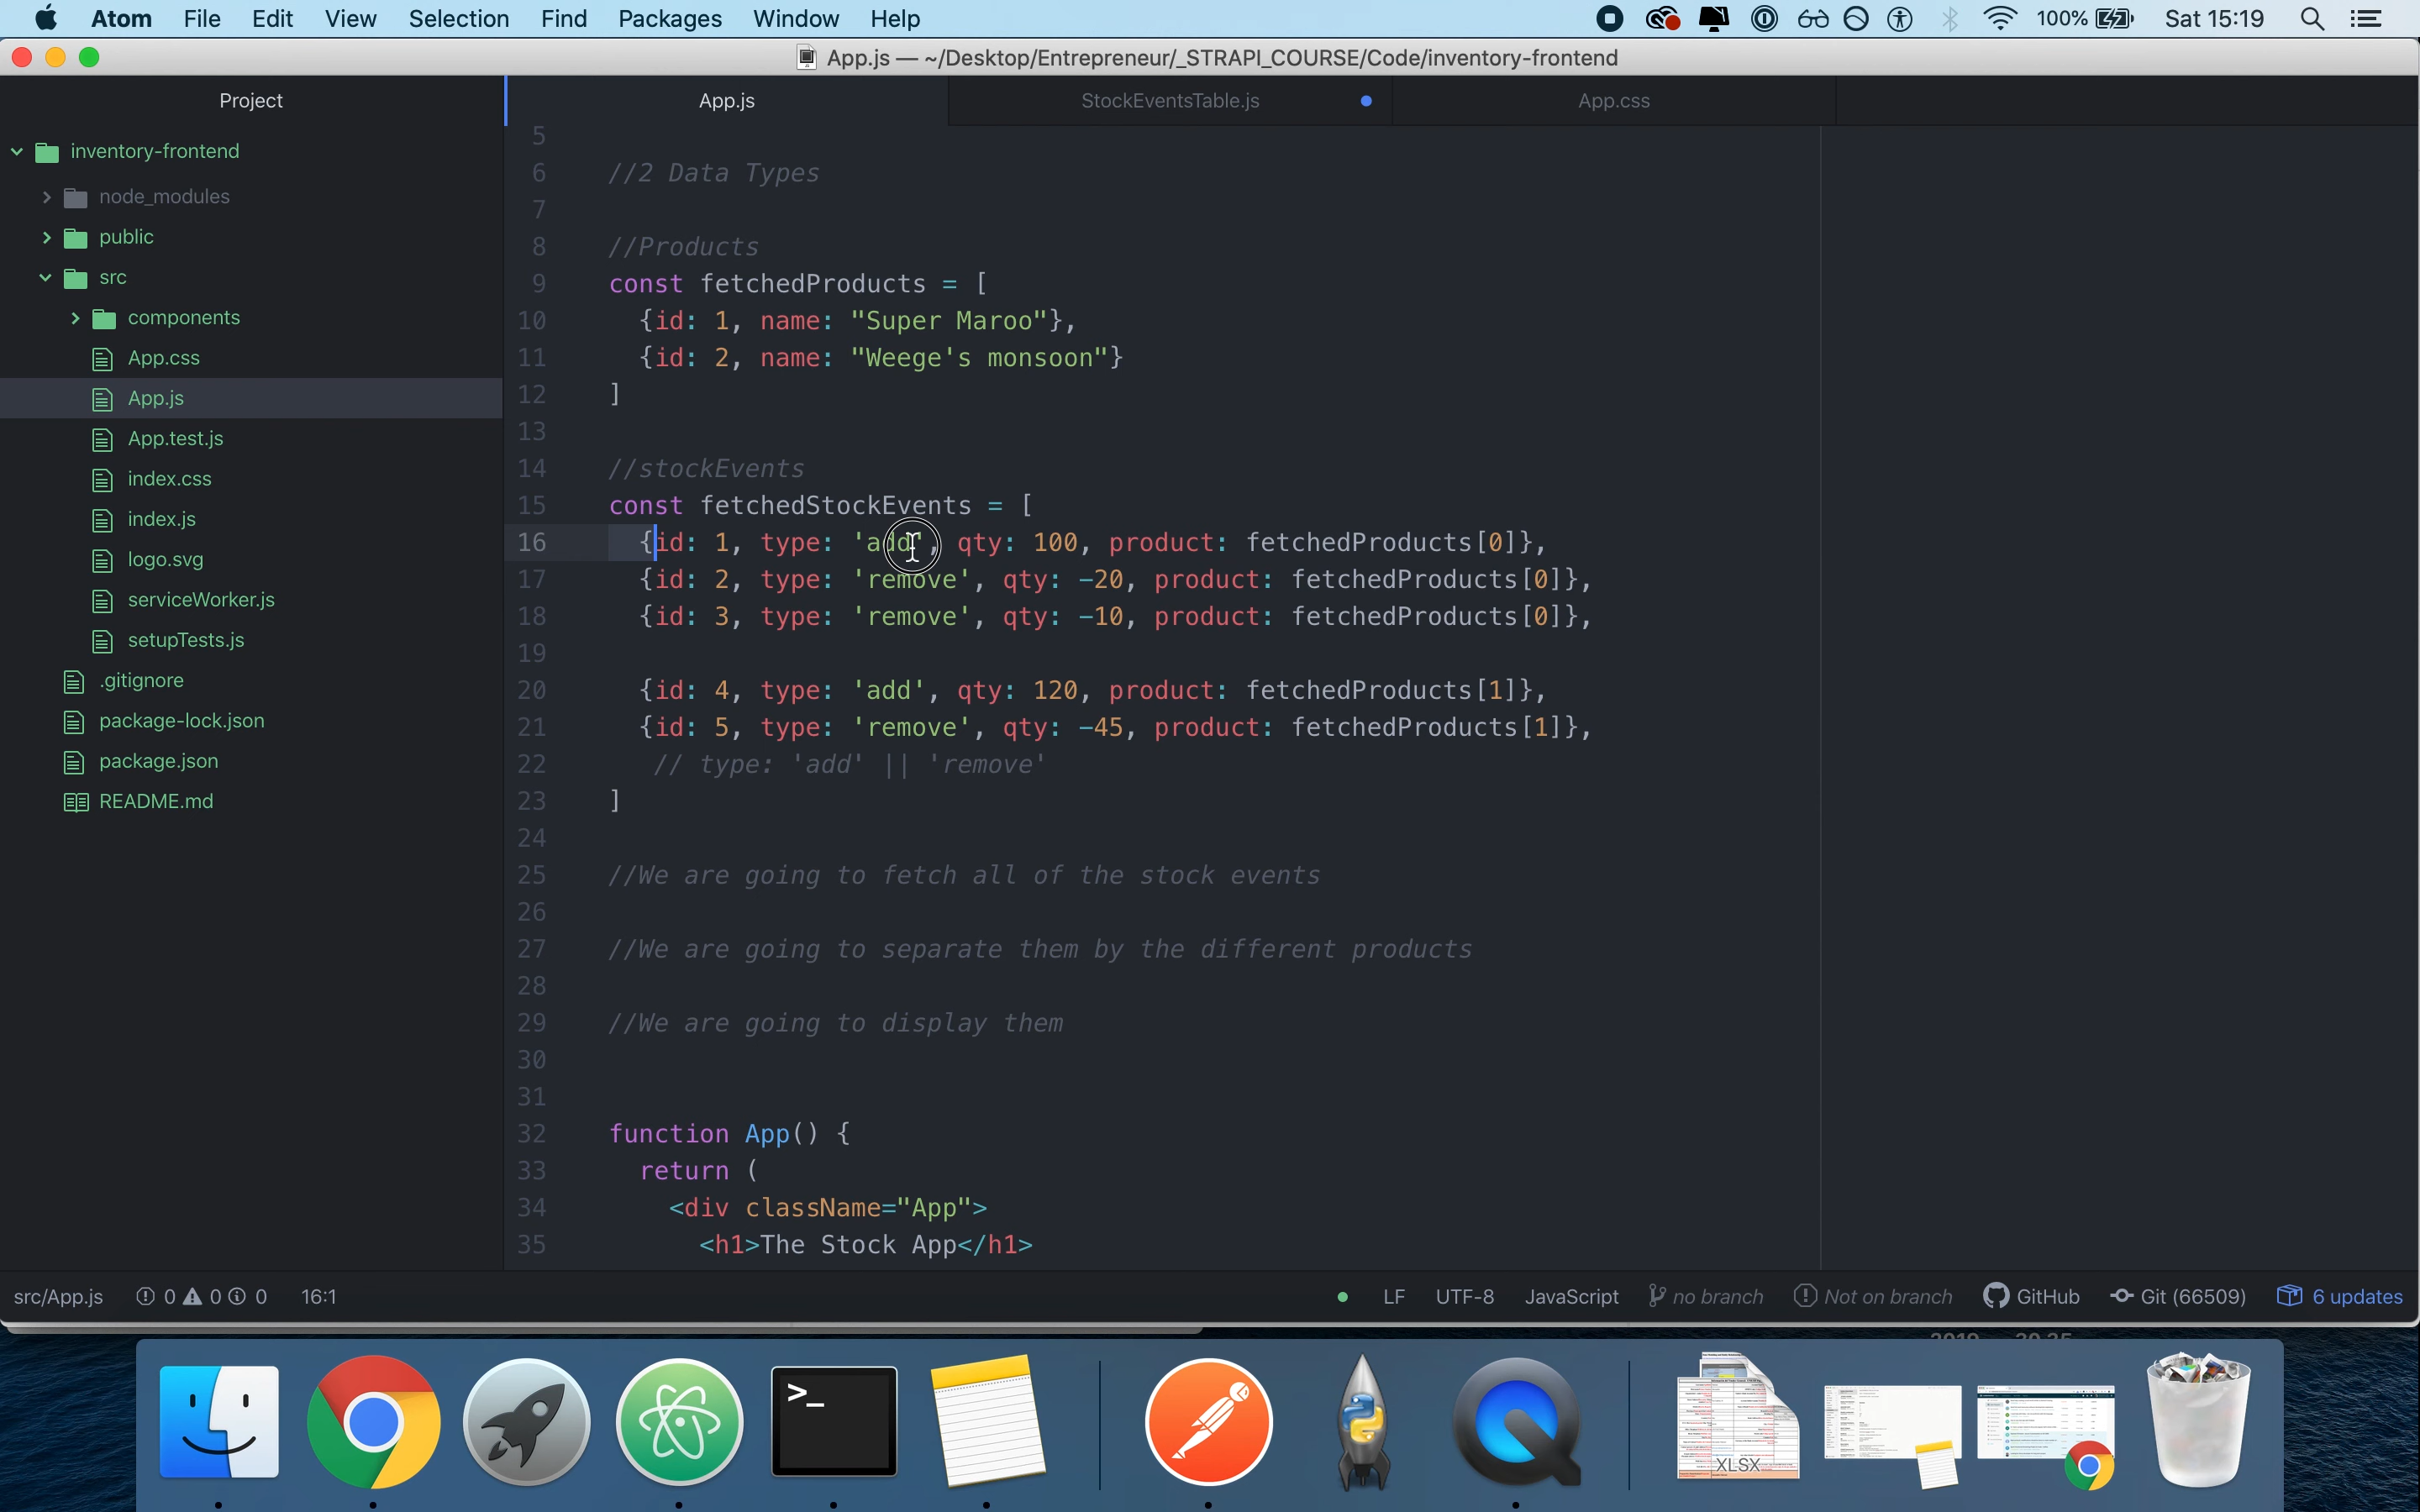 Atom File Edit View Selection Find Packages Window Help 100% Sat 15:19
App.js — ~/Desktop/Entrepreneur/_STRAPI_COURSE/Code/inventory-frontend
Project
App.js StockEventsTable.js App.css
inventory-frontend
node_modules
public
src
components
App.css
App.js
App.test.js
index.css
index.js
logo.svg
serviceWorker.js
setupTests.js
.gitignore
package-lock.json
package.json
README.md
5
6 //2 Data Types
7
8 //Products
9 const fetchedProducts = [
10 {id: 1, name: "Super Maroo"},
11 {id: 2, name: "Weege's monsoon"}
12 ]
13
14 //stockEvents
15 const fetchedStockEvents = [
16 {id: 1, type: 'add', qty: 100, product: fetchedProducts[0]},
17 {id: 2, type: 'remove', qty: -20, product: fetchedProducts[0]},
18 {id: 3, type: 'remove', qty: -10, product: fetchedProducts[0]},
19
20 {id: 4, type: 'add', qty: 120, product: fetchedProducts[1]},
21 {id: 5, type: 'remove', qty: -45, product: fetchedProducts[1]},
22 // type: 'add' || 'remove'
23 ]
24
25 //We are going to fetch all of the stock events
26
27 //We are going to separate them by the different products
28
29 //We are going to display them
30
31
32 function App() {
33 return (
34 <div className="App">
35 <h1>The Stock App</h1>
src/App.js 0 0 0 16:1 LF UTF-8 JavaScript no branch Not on branch GitHub Git (66509) 6 updates
>_
XLSX